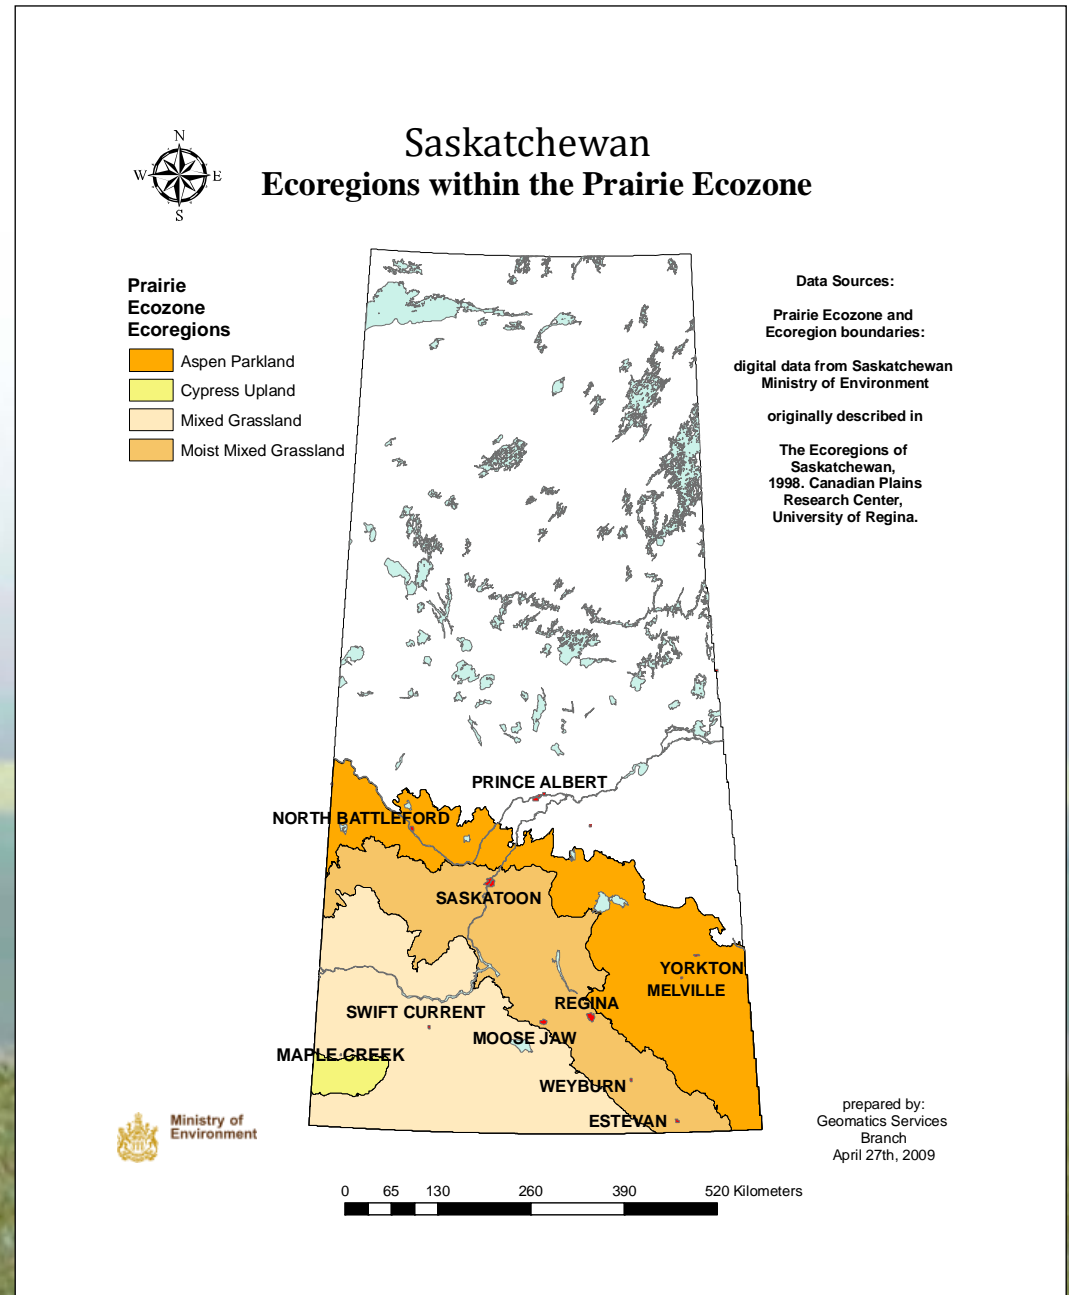 Saskatchewan
Ecoregions within the Prairie Ecozone
N
W
E
S
Prairie
Ecozone
Ecoregions
Aspen Parkland
Cypress Upland
Mixed Grassland
Moist Mixed Grassland
Data Sources:
Prairie Ecozone and
Ecoregion boundaries:
digital data from Saskatchewan
Ministry of Environment
originally described in
The Ecoregions of
Saskatchewan,
1998. Canadian Plains
Research Center,
University of Regina.
PRINCE ALBERT
NORTH BATTLEFORD
SASKATOON
YORKTON
MELVILLE
REGINA
SWIFT CURRENT
MOOSE JAW
MAPLE CREEK
WEYBURN
ESTEVAN
Ministry of
Environment
prepared by:
Geomatics Services
Branch
April 27th, 2009
0 65 130 260 390 520 Kilometers